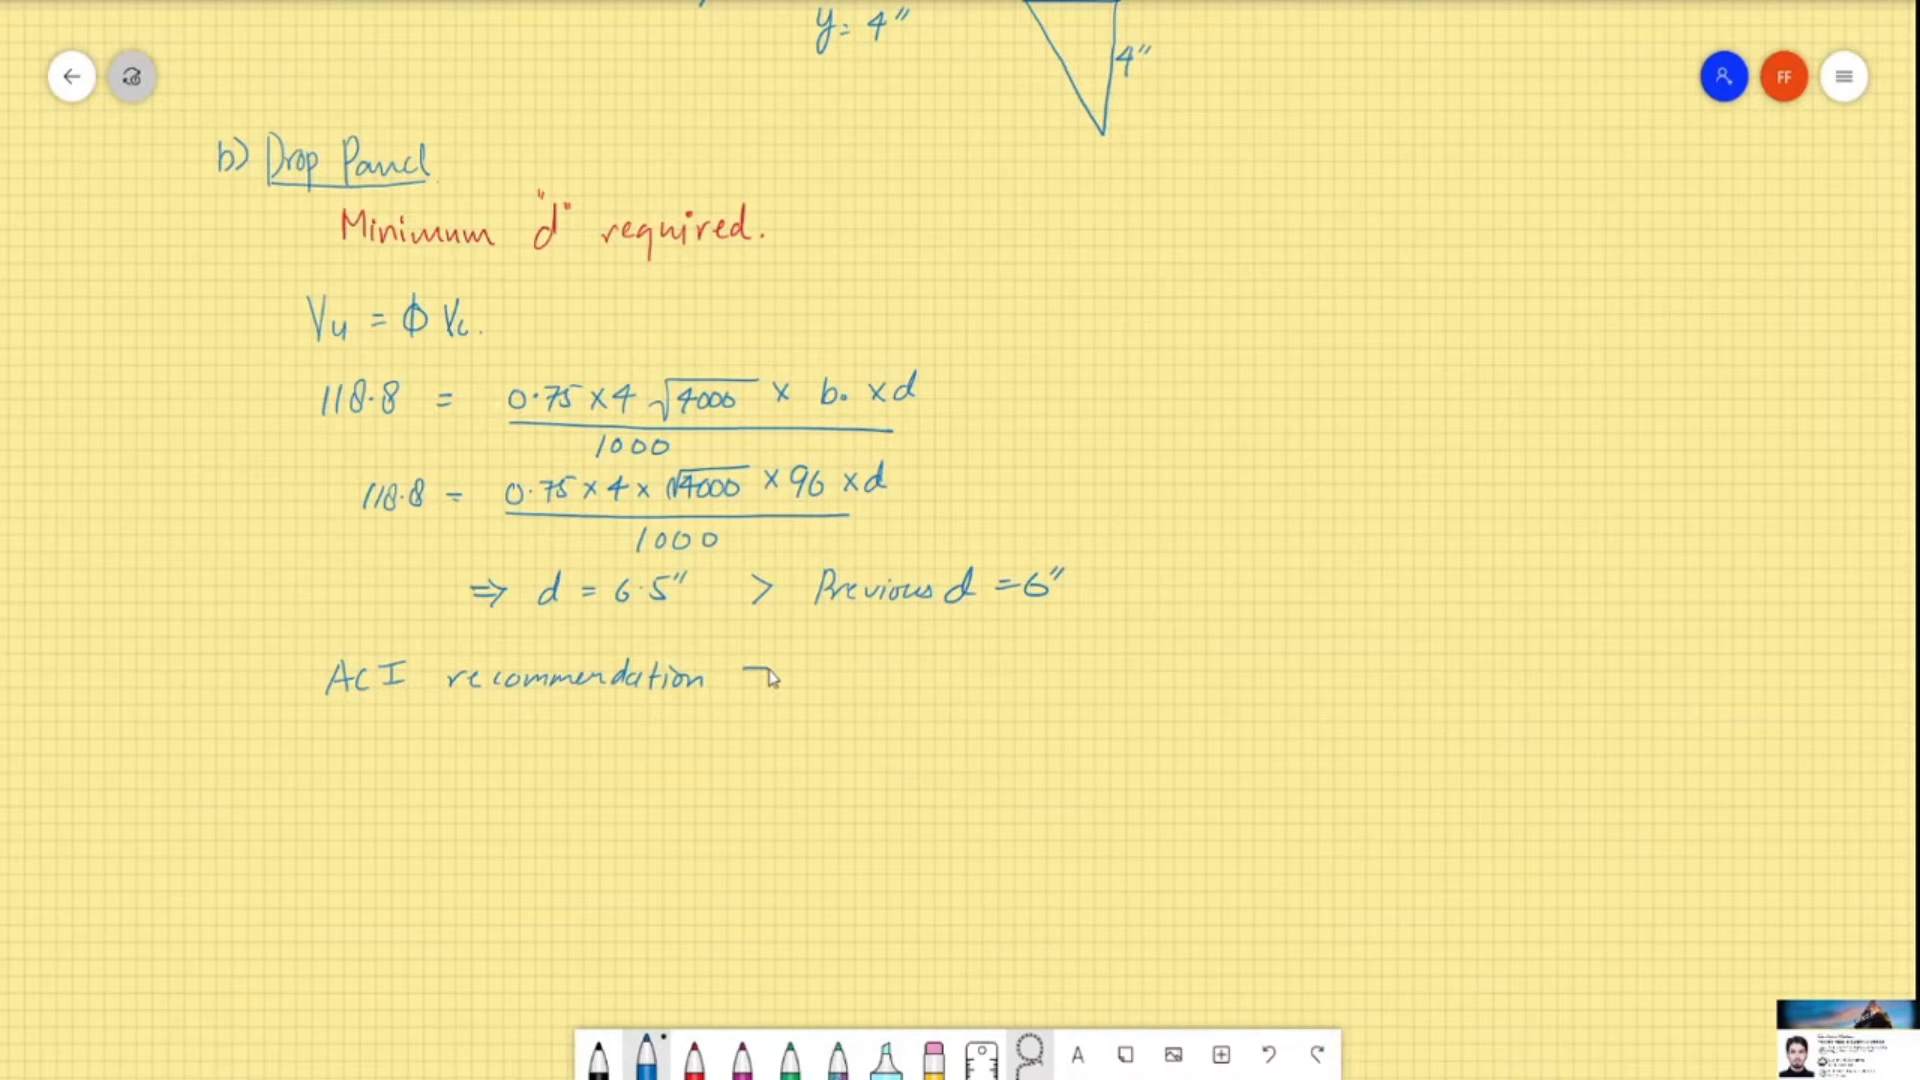 y = 4"
4"
FF
b) Drop Panel
Minimum "d" required.
Vu = φ Vc.
118.8 = 0.75 × 4 √4000 × b₀ × d
1000
118.8 = 0.75 × 4 × √4000 × 96 × d
1000
⇒ d = 6.5" > Previous d = 6"
ACI recommendation
A